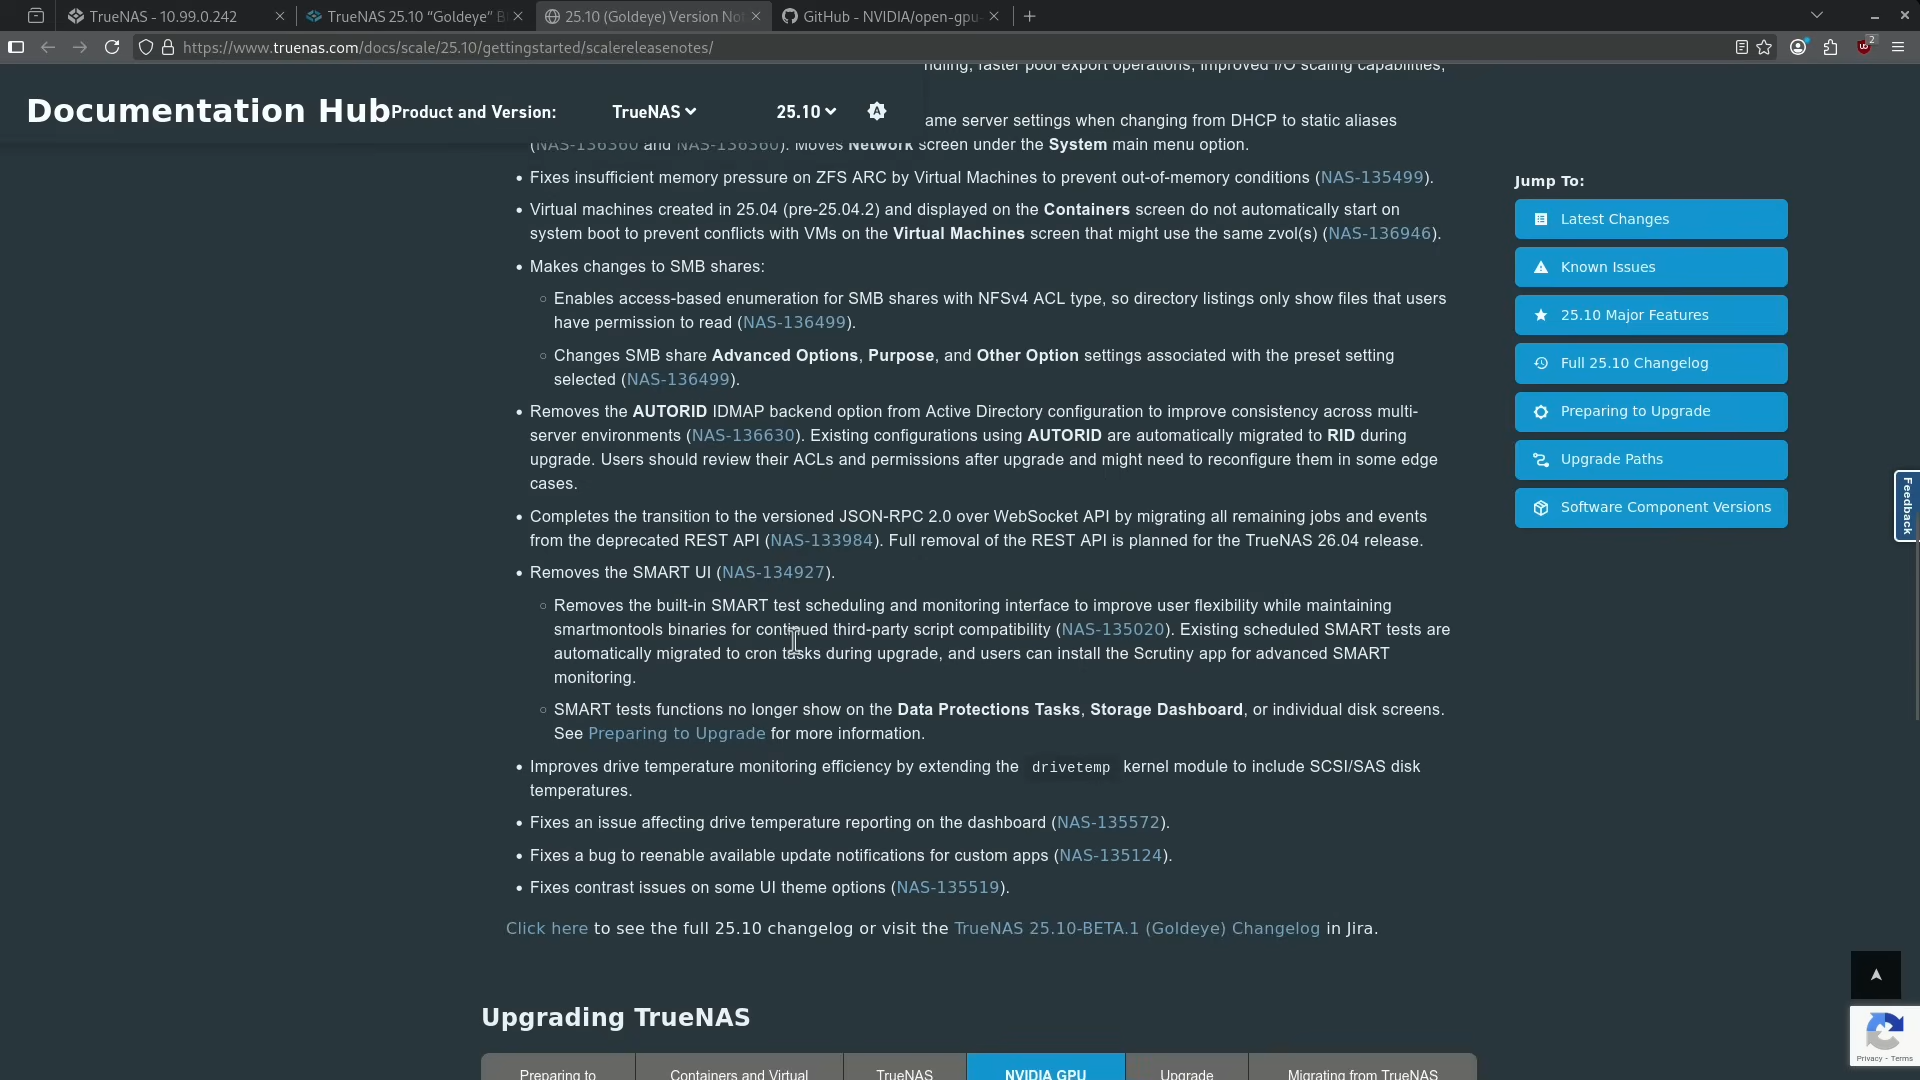 TrueNAS - 10.99.0.242
TrueNAS 25.10 “Goldeye” B
25.10 (Goldeye) Version No
GitHub - NVIDIA/open-gpu-
https://www.truenas.com/docs/scale/25.10/gettingstarted/scalereleasenotes/
2
ndling, faster pool export operations, improved I/O scaling capabilities,
Documentation Hub
Product and Version:
TrueNAS
25.10
ame server settings when changing from DHCP to static aliases
(NAS-136360 and NAS-136360). Moves Network screen under the System main menu option.
• Fixes insufficient memory pressure on ZFS ARC by Virtual Machines to prevent out-of-memory conditions (NAS-135499).
• Virtual machines created in 25.04 (pre-25.04.2) and displayed on the Containers screen do not automatically start on
system boot to prevent conflicts with VMs on the Virtual Machines screen that might use the same zvol(s) (NAS-136946).
• Makes changes to SMB shares:
○ Enables access-based enumeration for SMB shares with NFSv4 ACL type, so directory listings only show files that users
have permission to read (NAS-136499).
○ Changes SMB share Advanced Options, Purpose, and Other Option settings associated with the preset setting
selected (NAS-136499).
• Removes the AUTORID IDMAP backend option from Active Directory configuration to improve consistency across multi-
server environments (NAS-136630). Existing configurations using AUTORID are automatically migrated to RID during
upgrade. Users should review their ACLs and permissions after upgrade and might need to reconfigure them in some edge
cases.
• Completes the transition to the versioned JSON-RPC 2.0 over WebSocket API by migrating all remaining jobs and events
from the deprecated REST API (NAS-133984). Full removal of the REST API is planned for the TrueNAS 26.04 release.
• Removes the SMART UI (NAS-134927).
○ Removes the built-in SMART test scheduling and monitoring interface to improve user flexibility while maintaining
smartmontools binaries for continued third-party script compatibility (NAS-135020). Existing scheduled SMART tests are
automatically migrated to cron tasks during upgrade, and users can install the Scrutiny app for advanced SMART
monitoring.
○ SMART tests functions no longer show on the Data Protections Tasks, Storage Dashboard, or individual disk screens.
See Preparing to Upgrade for more information.
• Improves drive temperature monitoring efficiency by extending the drivetemp kernel module to include SCSI/SAS disk
temperatures.
• Fixes an issue affecting drive temperature reporting on the dashboard (NAS-135572).
• Fixes a bug to reenable available update notifications for custom apps (NAS-135124).
• Fixes contrast issues on some UI theme options (NAS-135519).
Click here to see the full 25.10 changelog or visit the TrueNAS 25.10-BETA.1 (Goldeye) Changelog in Jira.
Upgrading TrueNAS
Preparing to
Containers and Virtual
TrueNAS
NVIDIA GPU
Upgrade
Migrating from TrueNAS
Jump To:
Latest Changes
Known Issues
25.10 Major Features
Full 25.10 Changelog
Preparing to Upgrade
Upgrade Paths
Software Component Versions
Feedback
Privacy - Terms